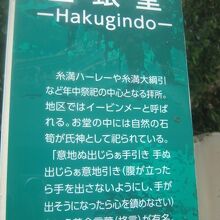 白銀堂
―Hakugindo―
糸満ハーレーや糸満大綱引
など年中祭祀の中心となる拝所。
地区ではイービンメーと呼ば
れる。お堂の中には自然の石
筍が氏神として祀られている。
「意地ぬ出じらぁ手引き 手ぬ
出じらぁ意地引き(腹が立った
ら手を出さないようにし、手が
出そうになったら心を鎮めなさい)